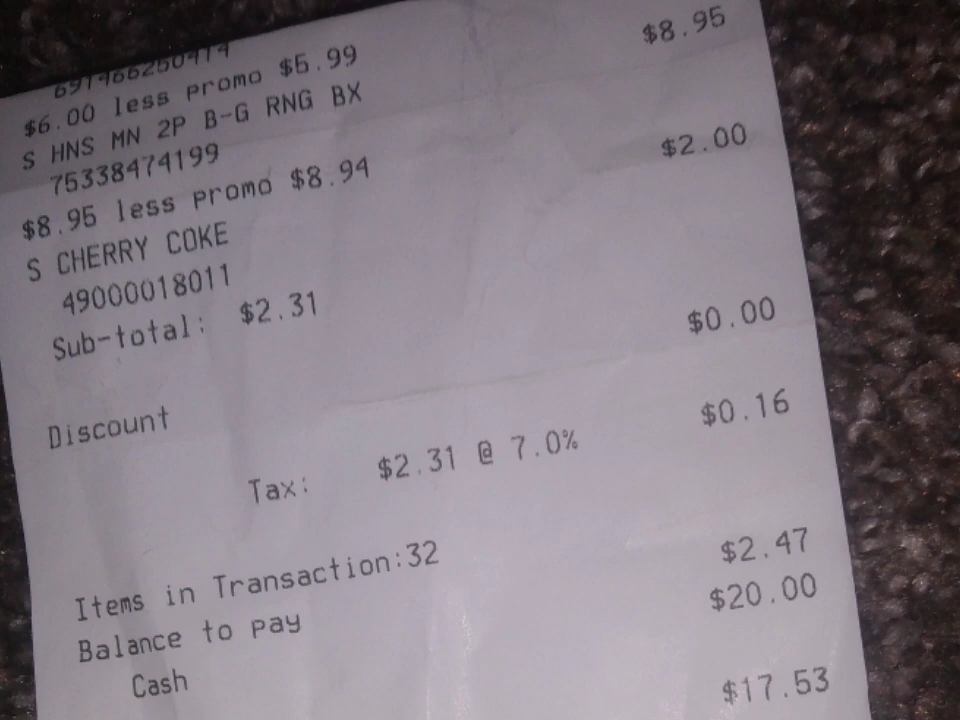 $6.00 less promo $5.99
S HNS MN 2P B-G RNG BX $8.95
75338474199
$8.95 less promo $8.94
S CHERRY COKE $2.00
49000018011
Sub-total: $2.31
Discount $0.00
Tax: $2.31 @ 7.0% $0.16
Items in Transaction:32
Balance to pay $2.47
Cash $20.00
$17.53